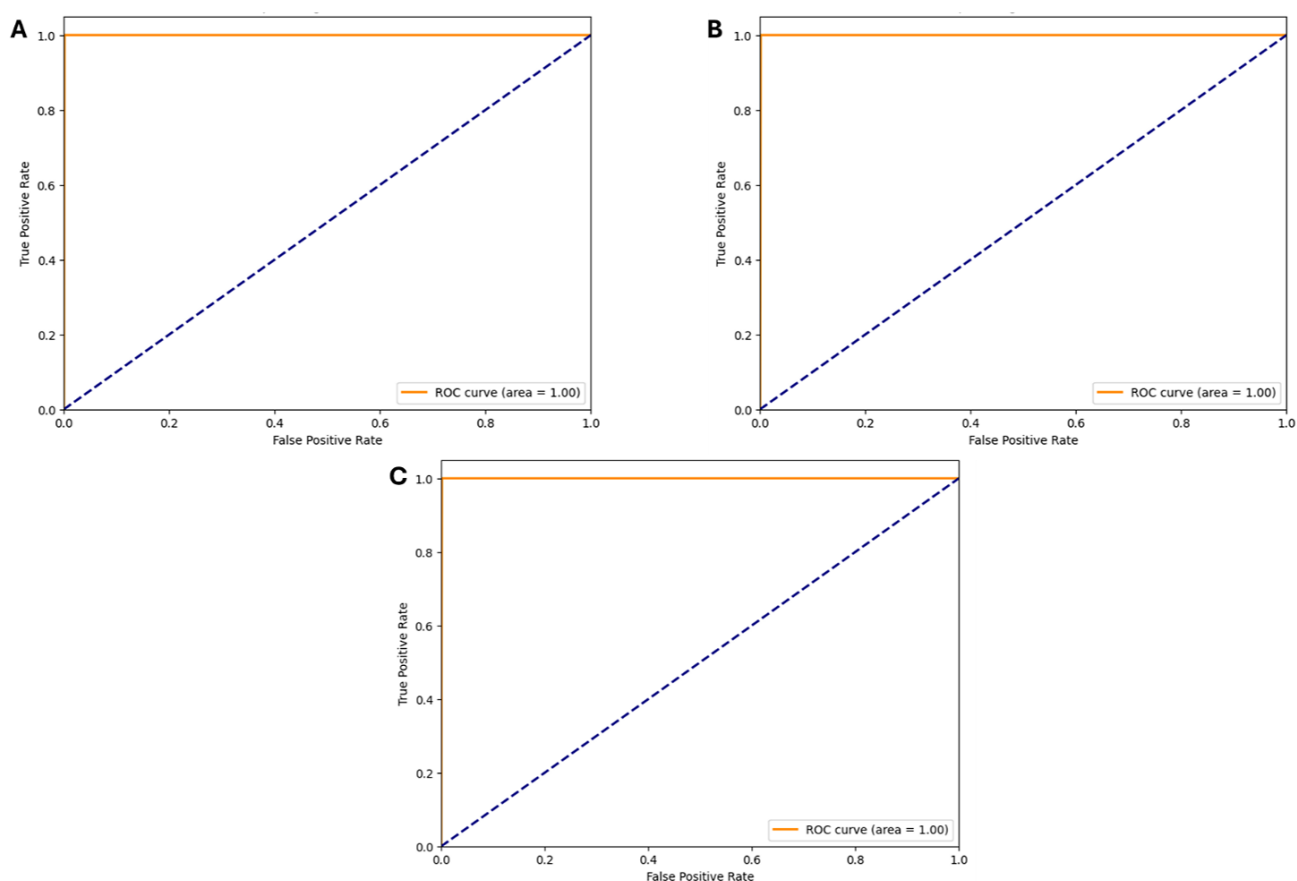 A
True Positive Rate
1.0
0.8
0.6
0.4
0.2
0.0
0.0 0.2 0.4 0.6 0.8 1.0
False Positive Rate
ROC curve (area = 1.00)
B
True Positive Rate
1.0
0.8
0.6
0.4
0.2
0.0
0.0 0.2 0.4 0.6 0.8 1.0
False Positive Rate
ROC curve (area = 1.00)
C
True Positive Rate
1.0
0.8
0.6
0.4
0.2
0.0
0.0 0.2 0.4 0.6 0.8 1.0
False Positive Rate
ROC curve (area = 1.00)